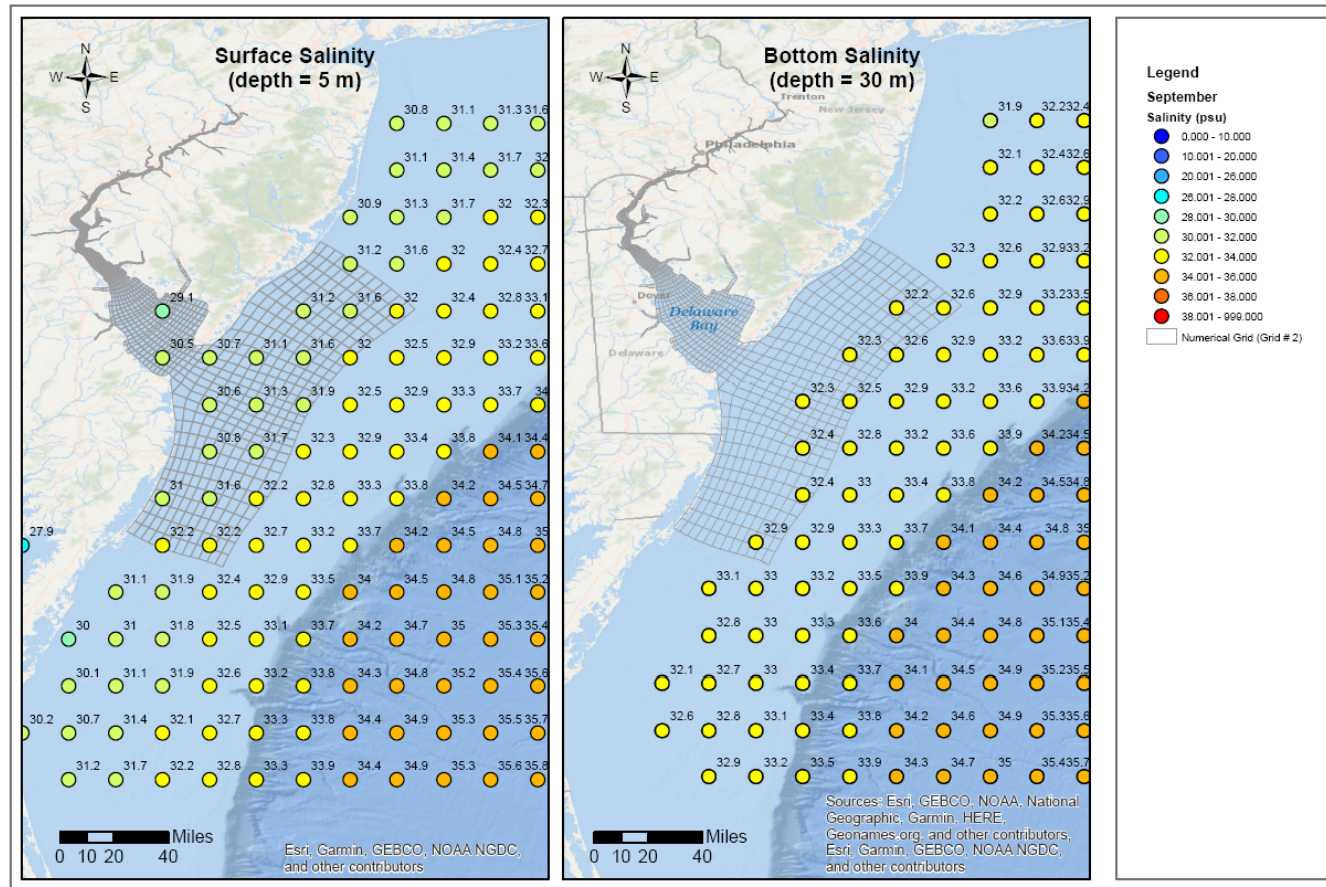 Surface Salinity
(depth = 5 m)
N
W E
S
30.8 31.1 31.3 31.6
31.1 31.4 31.7 32
30.9 31.3 31.7 32 32.3
31.2 31.6 32 32.4 32.7
29.1 31.2 31.6 32 32.4 32.8 33.1
30.5 30.7 31.1 31.6 32 32.5 32.9 33.2 33.6
30.6 31.3 31.9 32.5 32.9 33.3 33.7 34
30.8 31.7 32.3 32.9 33.4 33.8 34.1 34.4
31 31.6 32.2 32.8 33.3 33.8 34.2 34.5 34.7
27.9 32.2 32.2 32.7 33.2 33.7 34.2 34.5 34.8 35
31.1 31.9 32.4 32.9 33.5 34 34.5 34.8 35.1 35.2
30 31 31.8 32.5 33.1 33.7 34.2 34.7 35 35.3 35.4
30.1 31.1 31.9 32.6 33.2 33.8 34.3 34.8 35.2 35.4 35.6
30.2 30.7 31.4 32.1 32.7 33.3 33.8 34.4 34.9 35.3 35.5 35.7
31.2 31.7 32.2 32.8 33.3 33.9 34.4 34.9 35.3 35.6 35.8
Miles
0 10 20 40
Esri, Garmin, GEBCO, NOAA NGDC,
and other contributors
Bottom Salinity
(depth = 30 m)
N
W E
S
Trenton
New Jersey
Philadelphia
Dover
Delaware
Bay
Delaware
31.9 32.2 32.4
32.1 32.4 32.6
32.2 32.6 32.9
32.3 32.6 32.9 33.2
32.2 32.6 32.9 33.2 33.5
32.3 32.6 32.9 33.2 33.6 33.9
32.3 32.5 32.9 33.2 33.6 33.9 34.2
32.4 32.8 33.2 33.6 33.9 34.2 34.5
32.4 33 33.4 33.8 34.2 34.5 34.8
32.9 32.9 33.3 33.7 34.1 34.4 34.8 35
33.1 33 33.2 33.5 33.9 34.3 34.6 34.9 35.2
32.8 33 33.3 33.6 34 34.4 34.8 35.1 35.4
32.1 32.7 33 33.4 33.7 34.1 34.5 34.9 35.2 35.5
32.6 32.8 33.1 33.4 33.8 34.2 34.6 34.9 35.3 35.6
32.9 33.2 33.5 33.9 34.3 34.7 35 35.4 35.7
Miles
0 10 20 40
Sources: Esri, GEBCO, NOAA, National
Geographic, Garmin, HERE,
Geonames.org, and other contributors,
Esri, Garmin, GEBCO, NOAA NGDC,
and other contributors
Legend
September
Salinity (psu)
0.000 - 10.000
10.001 - 20.000
20.001 - 26.000
26.001 - 28.000
28.001 - 30.000
30.001 - 32.000
32.001 - 34.000
34.001 - 36.000
36.001 - 38.000
38.001 - 999.000
Numerical Grid (Grid # 2)